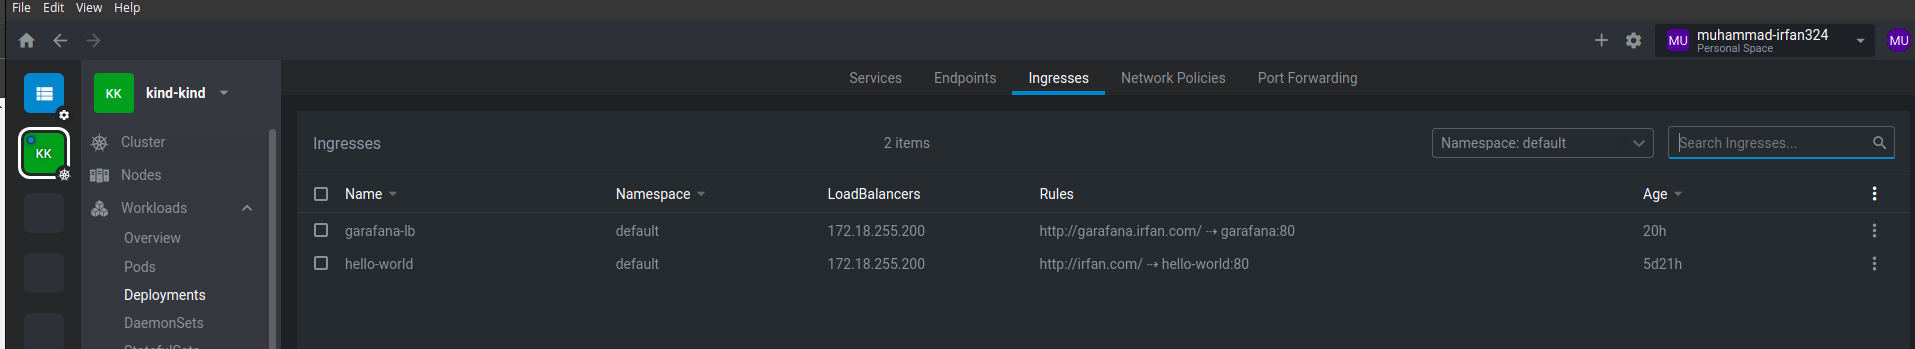 File Edit View Help
MU muhammad-irfan324 MU
Personal Space
Services Endpoints Ingresses Network Policies Port Forwarding
KK kind-kind
KK
Cluster
Nodes
Workloads
Overview
Pods
Deployments
DaemonSets
StatefulSets
Ingresses 2 items Namespace: default Search Ingresses...
Name Namespace LoadBalancers Rules Age
garafana-lb default 172.18.255.200 http://garafana.irfan.com/ ⇢ garafana:80 20h
hello-world default 172.18.255.200 http://irfan.com/ ⇢ hello-world:80 5d21h